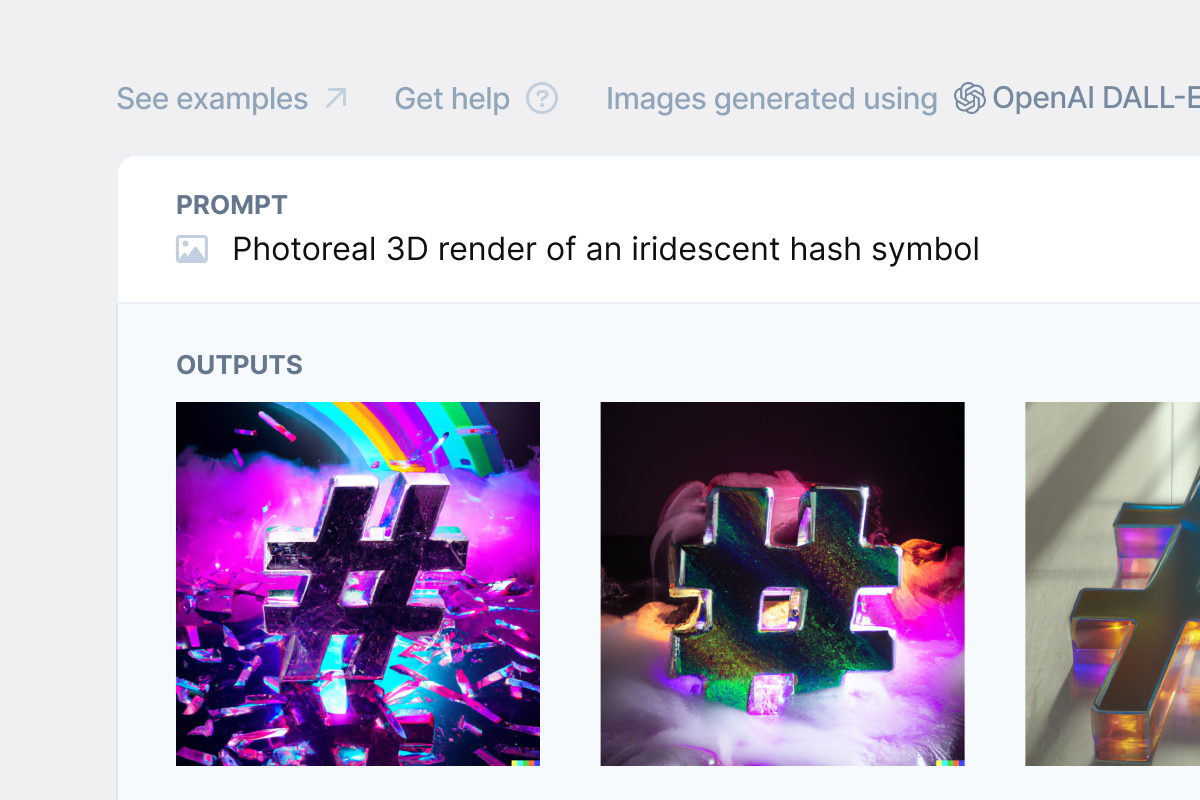 See examples Get help ? Images generated using OpenAI DALL-E
PROMPT
Photoreal 3D render of an iridescent hash symbol
OUTPUTS
# # #